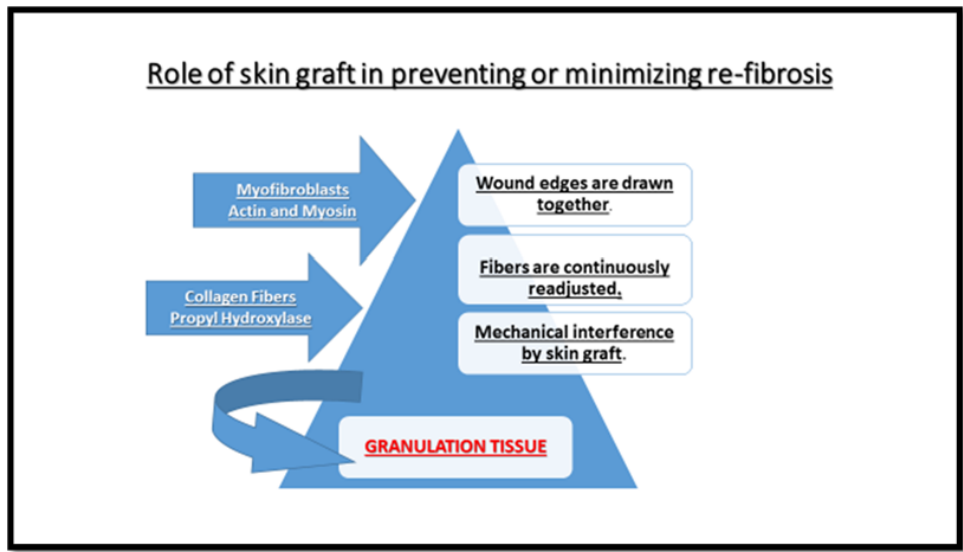 Role of skin graft in preventing or minimizing re-fibrosis
Myofibroblasts
Actin and Myosin
Wound edges are drawn
together.
Fibers are continuously
readjusted,
Collagen Fibers
Propyl Hydroxylase
Mechanical interference
by skin graft.
GRANULATION TISSUE